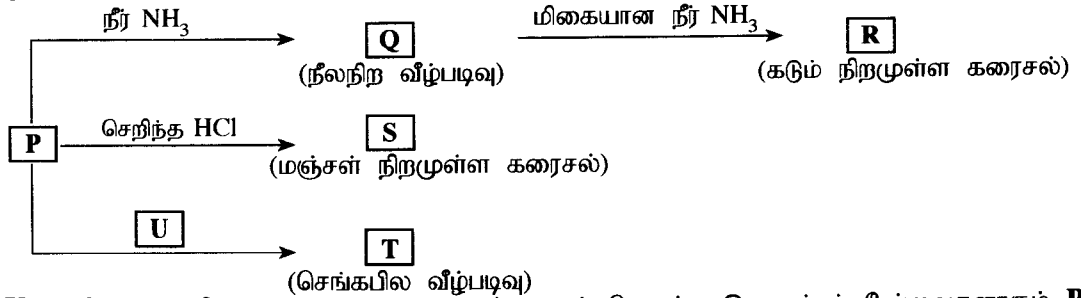 நீர் NH₃
Q
(நீலநிற வீழ்படிவு)
மிகையான நீர் NH₃
R
(கடும் நிறமுள்ள கரைசல்)
P
செறிந்த HCl
S
(மஞ்சள் நிறமுள்ள கரைசல்)
U
T
(செங்கபில வீழ்படிவு)